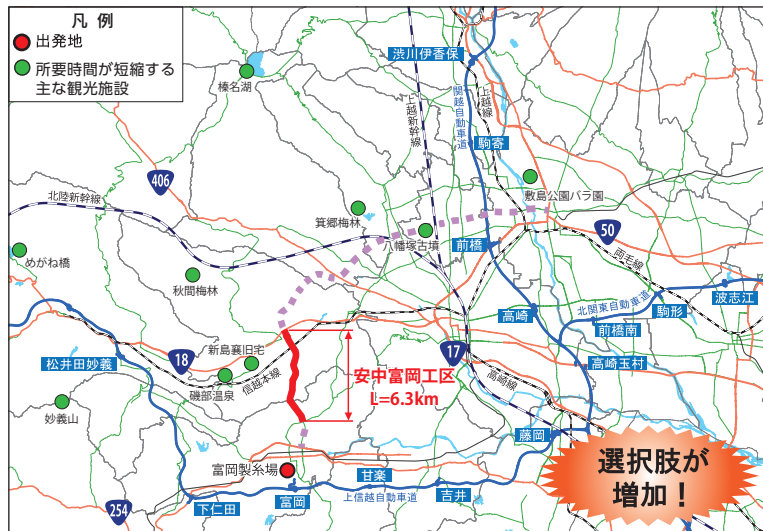 凡 例
出発地
所要時間が短縮する
主な観光施設
榛名湖
渋川伊香保
関越自動車道
上越線
上越新幹線
駒寄
敷島公園バラ園
406
北陸新幹線
箕郷梅林
八幡塚古墳
前橋
50
両毛線
めがね橋
秋間梅林
北関東自動車道
波志江
駒形
前橋南
高崎
新島襄旧宅
18
17
松井田妙義
磯部温泉
信越本線
安中富岡工区
L=6.3km
高崎線
高崎玉村
妙義山
藤岡
選択肢が
増加！
富岡製糸場
甘楽
富岡
上信越自動車道
吉井
下仁田
254